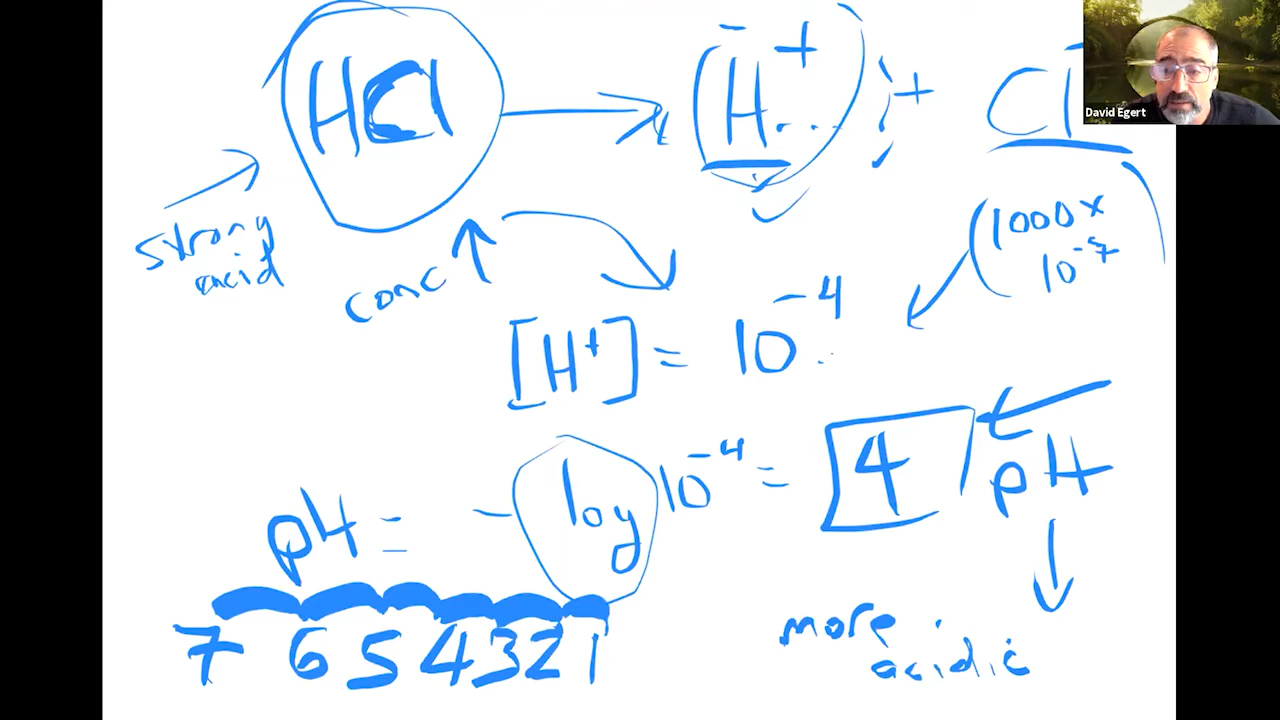 HCl → H⁺ + Cl⁻
David Egert
strong
acid
conc ↑
1000x
10⁻⁷
[H⁺] = 10⁻⁴
pH = - log 10⁻⁴ = 4 pH
7 6 5 4 3 2 1
more
acidic